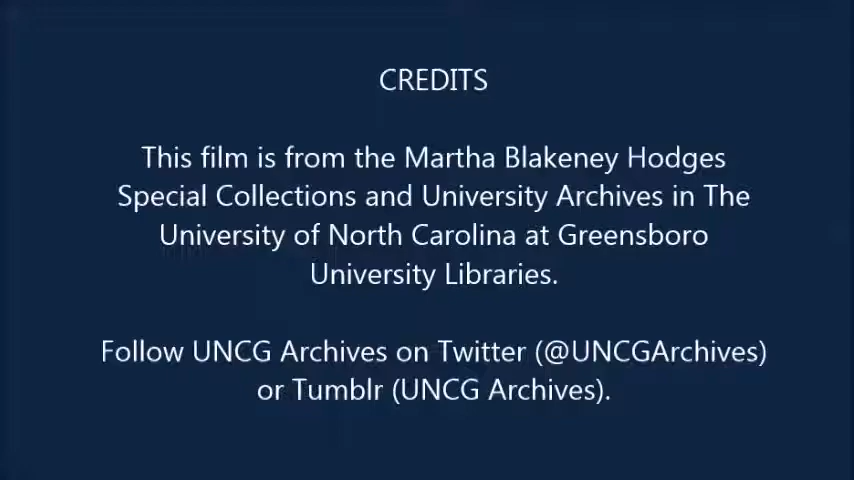 CREDITS
This film is from the Martha Blakeney Hodges
Special Collections and University Archives in The
University of North Carolina at Greensboro
University Libraries.
Follow UNCG Archives on Twitter (@UNCGArchives)
or Tumblr (UNCG Archives).